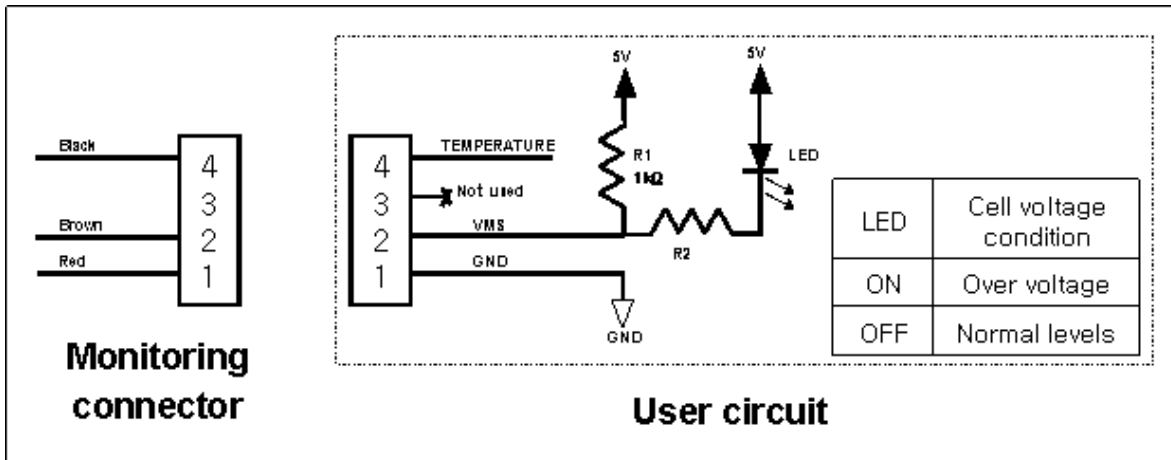 Black
Brown
Red
4
3
2
1
Monitoring
connector
4
3
2
1
TEMPERATURE
Not used
VMS
GND
GND
5V
R1
1kΩ
R2
5V
LED
LED
Cell voltage
condition
ON
Over voltage
OFF
Normal levels
User circuit